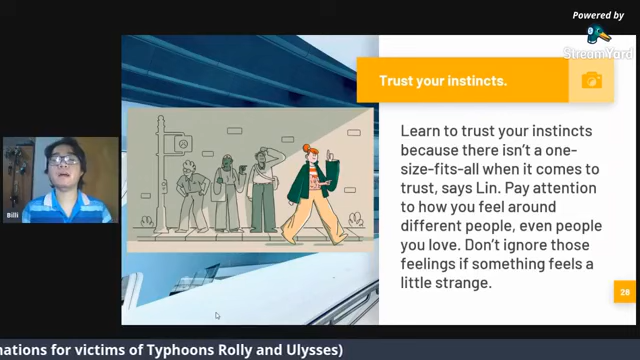 Powered by
StreamYard
Trust your instincts.
Learn to trust your instincts
because there isn't a one-
size-fits-all when it comes to
trust, says Lin. Pay attention
to how you feel around
different people, even people
you love. Don't ignore those
feelings if something feels a
little strange.
Billi
20
nations for victims of Typhoons Rolly and Ulysses)